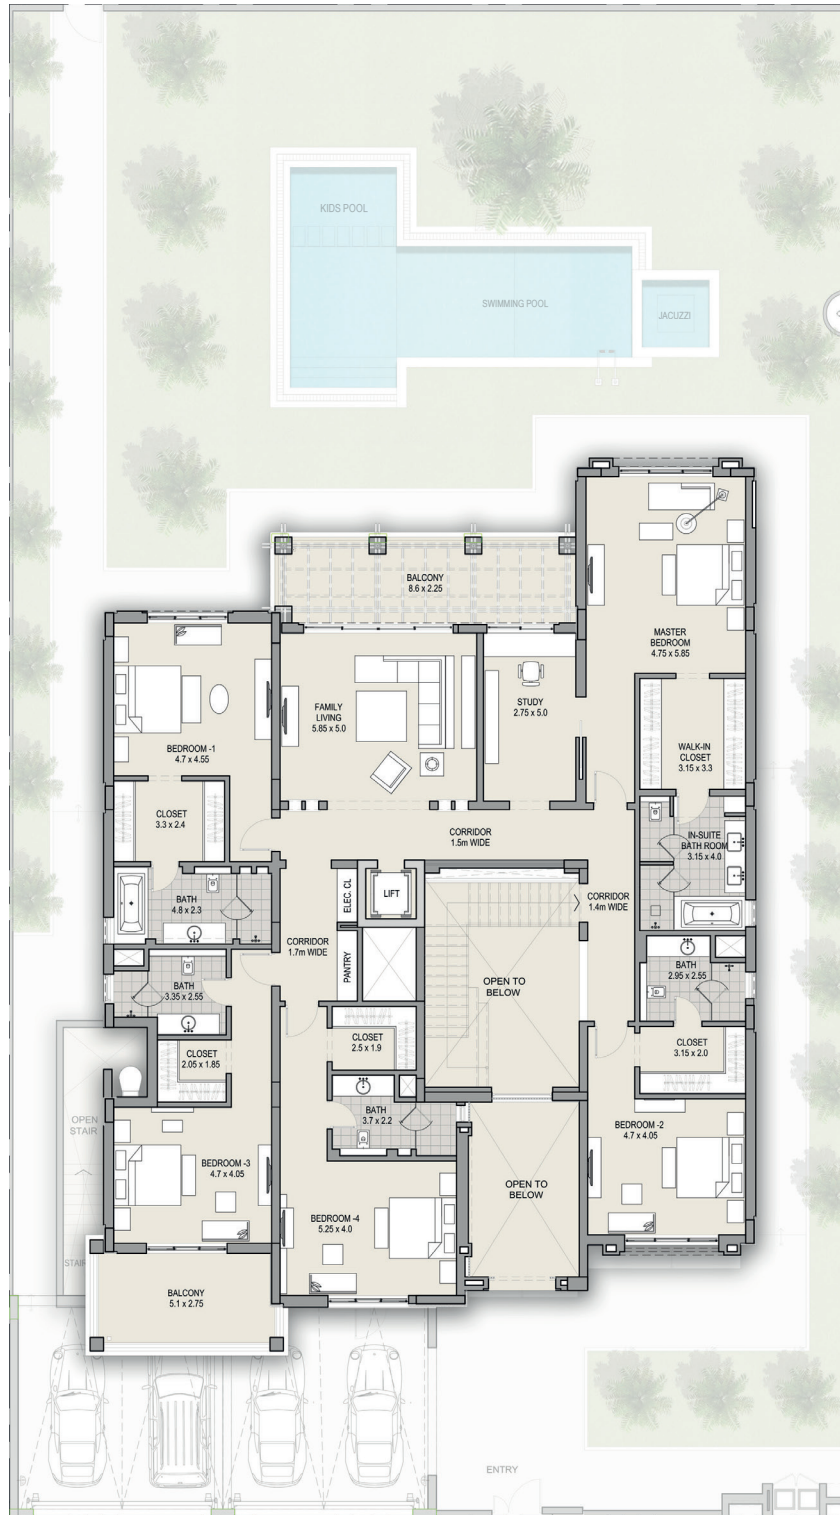 KIDS POOL
SWIMMING POOL
JACUZZI
BALCONY
8.6 x 2.25
MASTER
BEDROOM
4.75 x 5.85
FAMILY
LIVING
5.85 x 5.0
STUDY
2.75 x 5.0
BEDROOM -1
4.7 x 4.55
WALK-IN
CLOSET
3.15 x 3.3
CLOSET
3.3 x 2.4
CORRIDOR
1.5m WIDE
IN-SUITE
BATH ROOM
3.15 x 4.0
ELEC. CL
LIFT
BATH
4.8 x 2.3
CORRIDOR
1.4m WIDE
CORRIDOR
1.7m WIDE
PANTRY
OPEN TO
BELOW
BATH
2.95 x 2.55
BATH
3.35 x 2.55
CLOSET
2.5 x 1.9
CLOSET
3.15 x 2.0
CLOSET
2.05 x 1.85
OPEN
STAIR
BATH
3.7 x 2.2
BEDROOM -2
4.7 x 4.05
BEDROOM -3
4.7 x 4.05
OPEN TO
BELOW
BEDROOM -4
5.25 x 4.0
STAIR
BALCONY
5.1 x 2.75
ENTRY